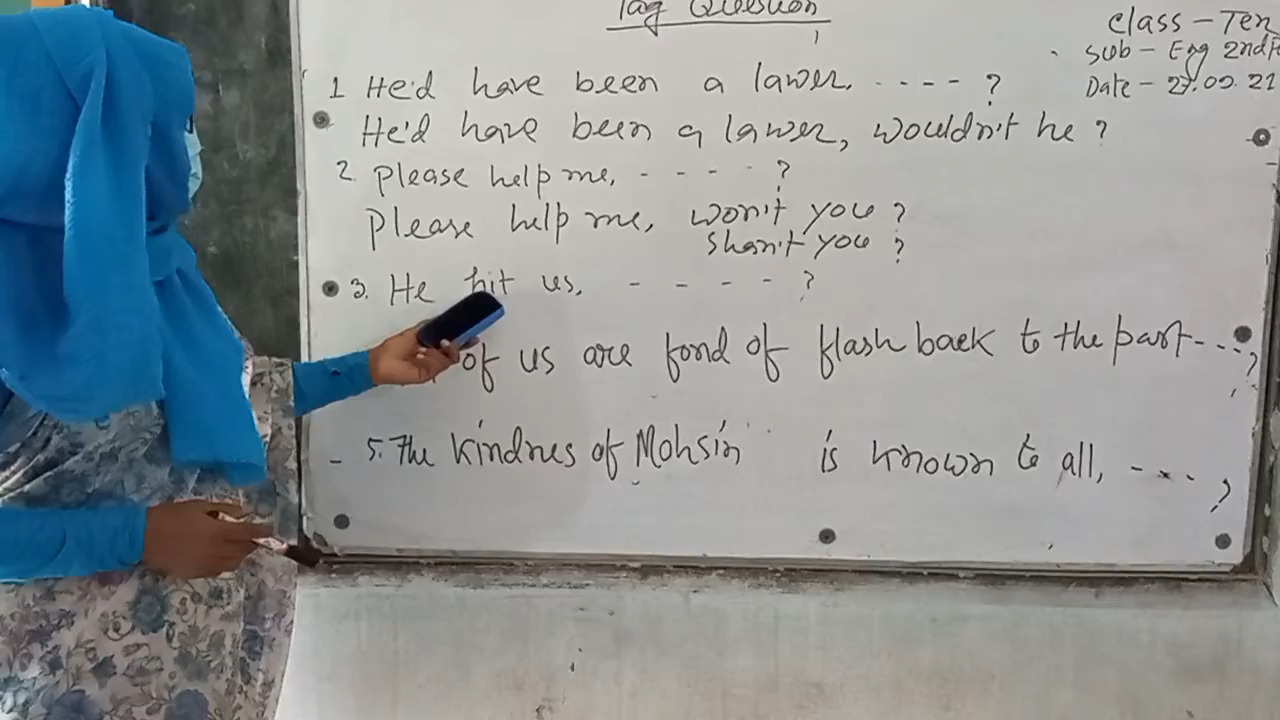 Tag Question
Class - Ten
Sub - Eng 2nd P
Date - 27.09.21
1 He'd have been a lawer. ---- ?
He'd have been a lawer, wouldn't he ?
2. Please help me, - - - - ?
Please help me, won't you ?
shan't you ?
3. He hit us, - - - - ?
of us are fond of flash back to the part----?
5. The kindnes of Mohsin is known to all, ---- ?